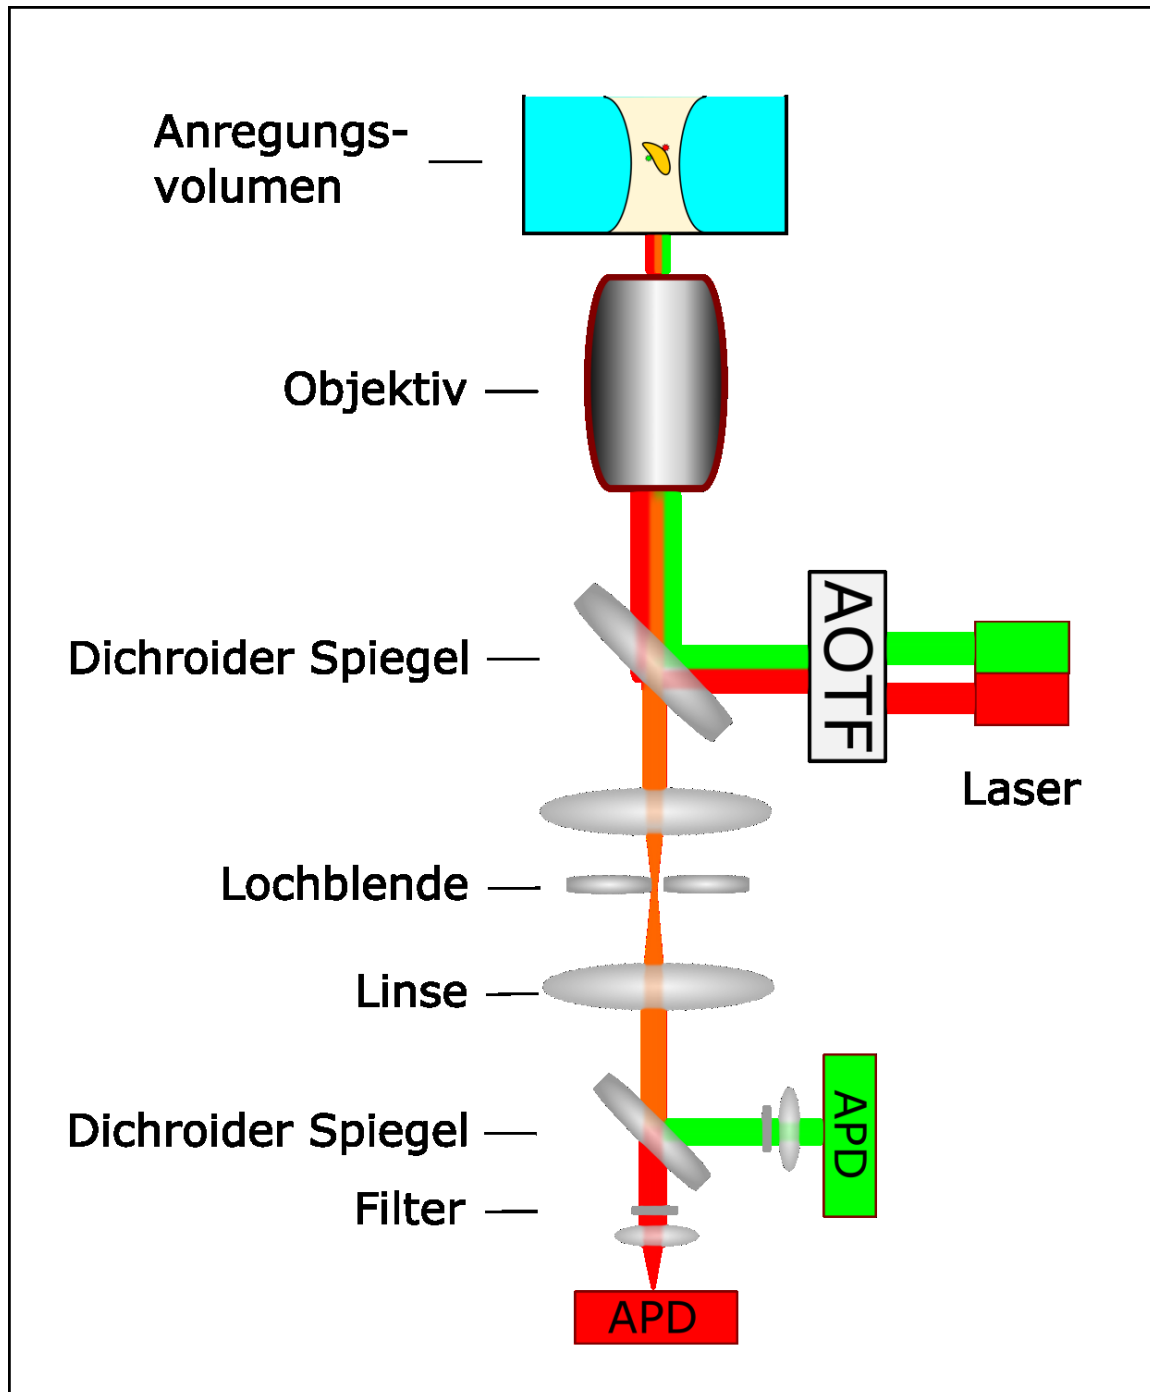 Anregungs-
volumen
Objektiv
Dichroider Spiegel
AOTF
Laser
Lochblende
Linse
Dichroider Spiegel
APD
Filter
APD